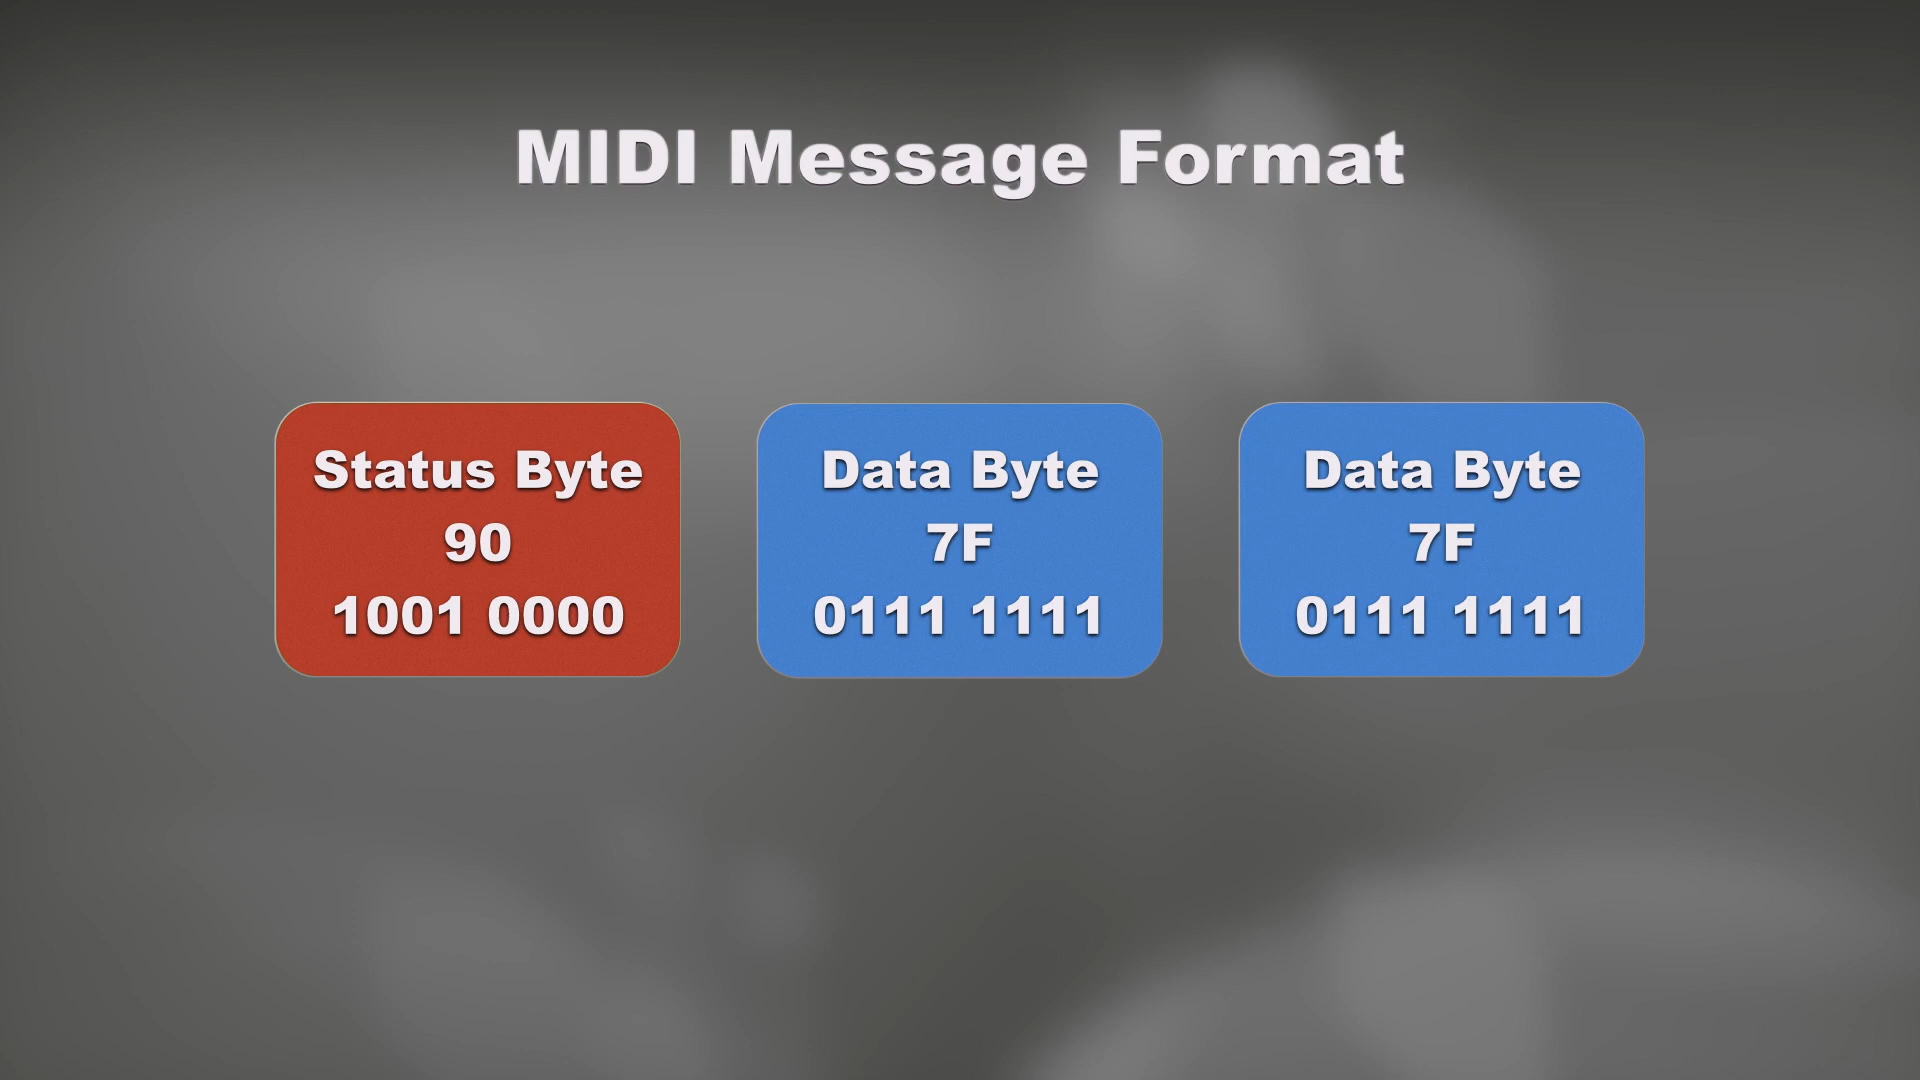 MIDI Message Format
Status Byte
90
1001 0000
Data Byte
7F
0111 1111
Data Byte
7F
0111 1111